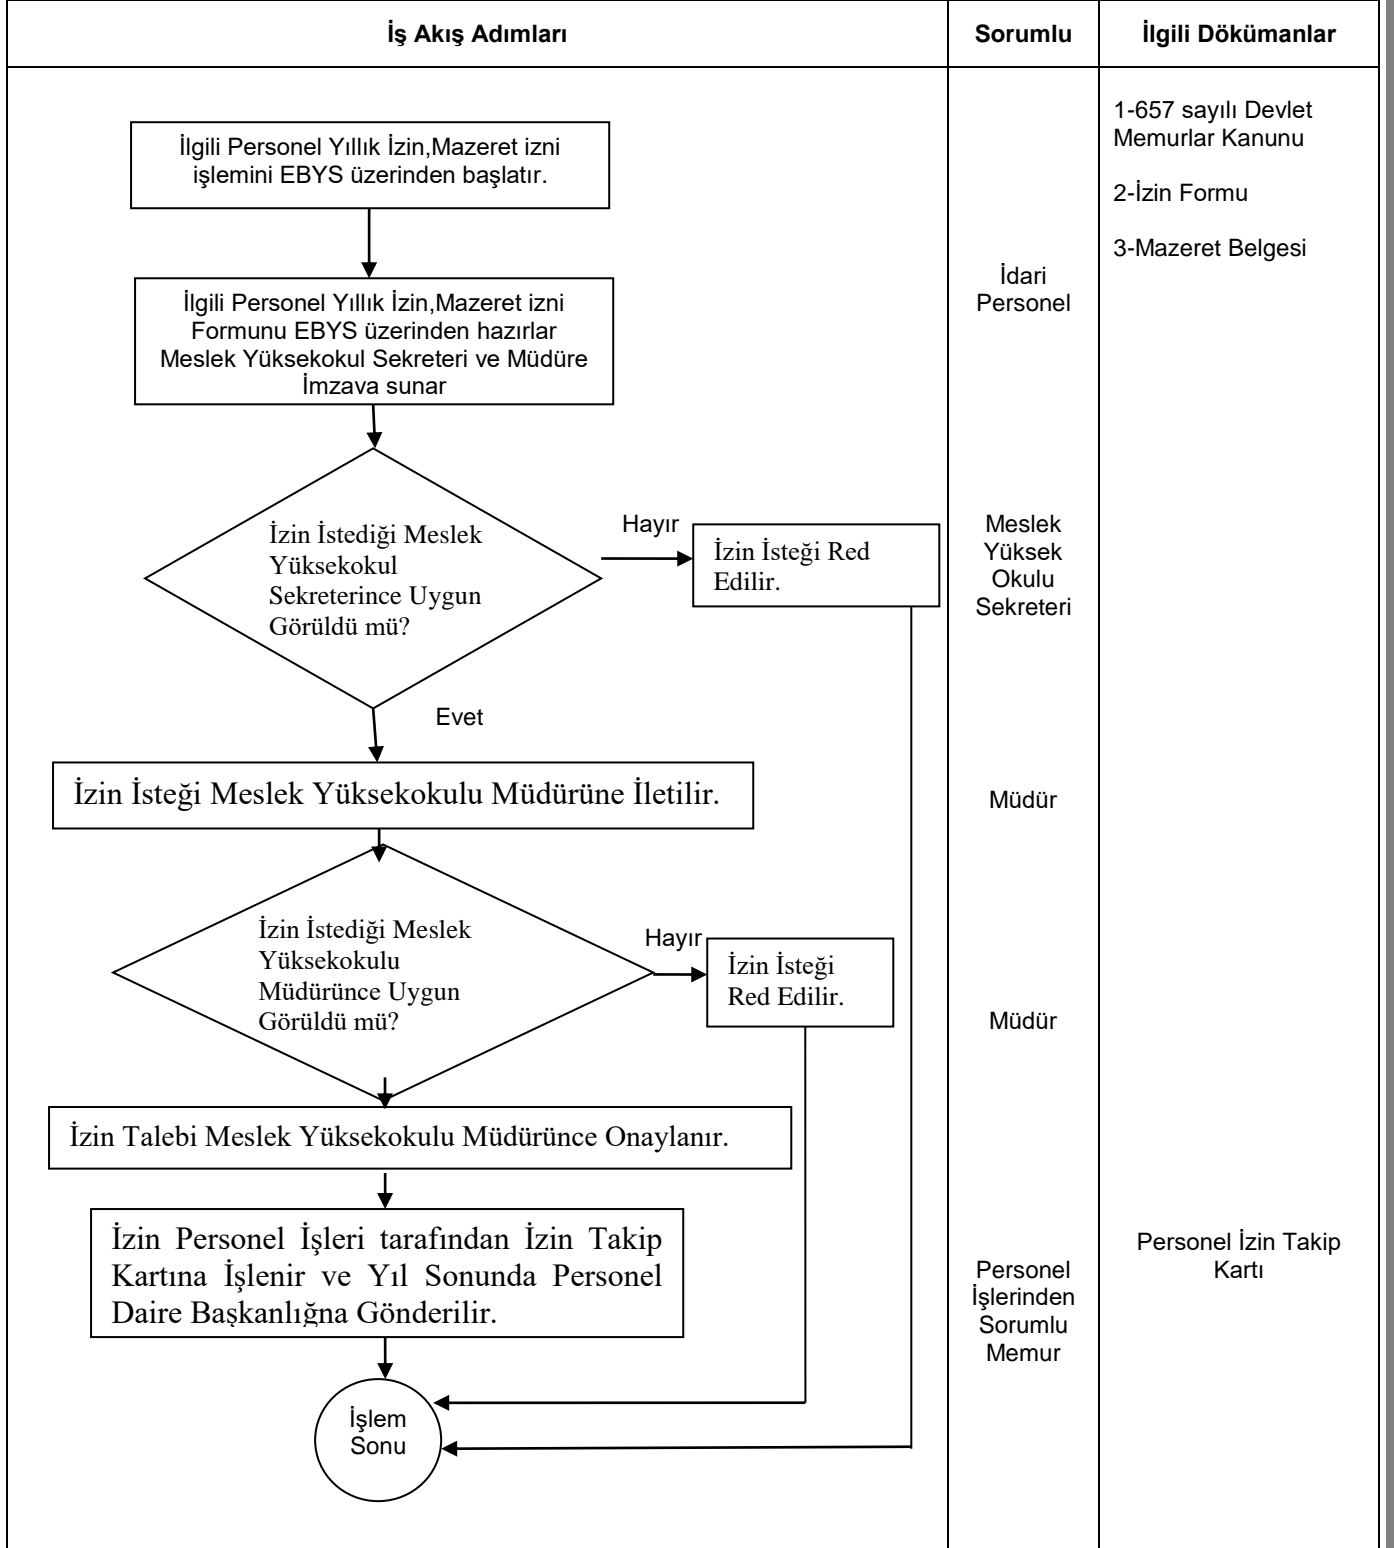 İş Akış Adımları
Sorumlu
İlgili Dökümanlar
İlgili Personel Yıllık İzin,Mazeret izni
işlemini EBYS üzerinden başlatır.
İlgili Personel Yıllık İzin,Mazeret izni
Formunu EBYS üzerinden hazırlar
Meslek Yüksekokul Sekreteri ve Müdüre
İmzava sunar
İzin İstediği Meslek
Yüksekokul
Sekreterince Uygun
Görüldü mü?
Hayır
İzin İsteği Red
Edilir.
Evet
İzin İsteği Meslek Yüksekokulu Müdürüne İletilir.
İzin İstediği Meslek
Yüksekokulu
Müdürünce Uygun
Görüldü mü?
Hayır
İzin İsteği
Red Edilir.
İzin Talebi Meslek Yüksekokulu Müdürünce Onaylanır.
İzin Personel İşleri tarafından İzin Takip
Kartına İşlenir ve Yıl Sonunda Personel
Daire Başkanlığna Gönderilir.
İşlem
Sonu
İdari
Personel
Meslek
Yüksek
Okulu
Sekreteri
Müdür
Müdür
Personel
İşlerinden
Sorumlu
Memur
1-657 sayılı Devlet
Memurlar Kanunu
2-İzin Formu
3-Mazeret Belgesi
Personel İzin Takip
Kartı